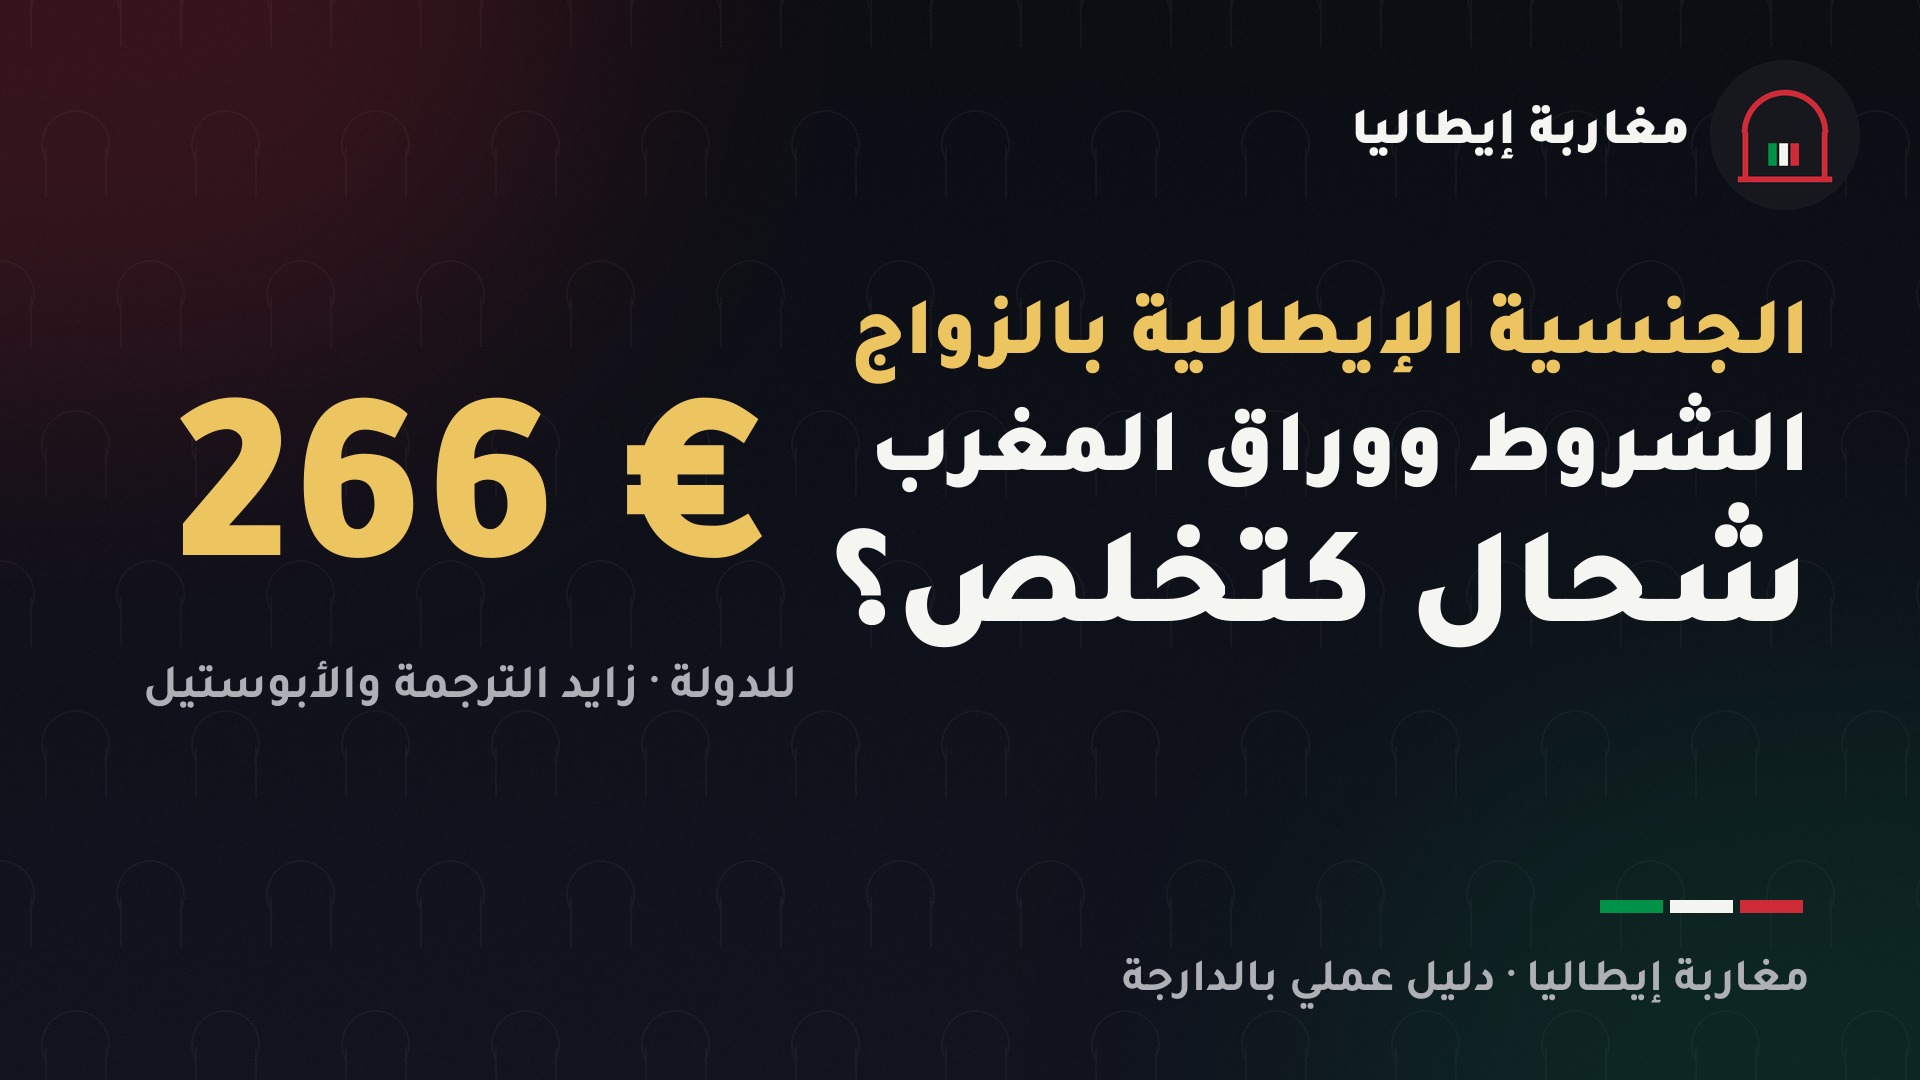 مغاربة إيطاليا
الجنسية الإيطالية بالزواج
الشروط ووراق المغرب
شحال كتخلص؟
266 €
للدولة · زايد الترجمة والأبوستيل
مغاربة إيطاليا · دليل عملي بالدارجة